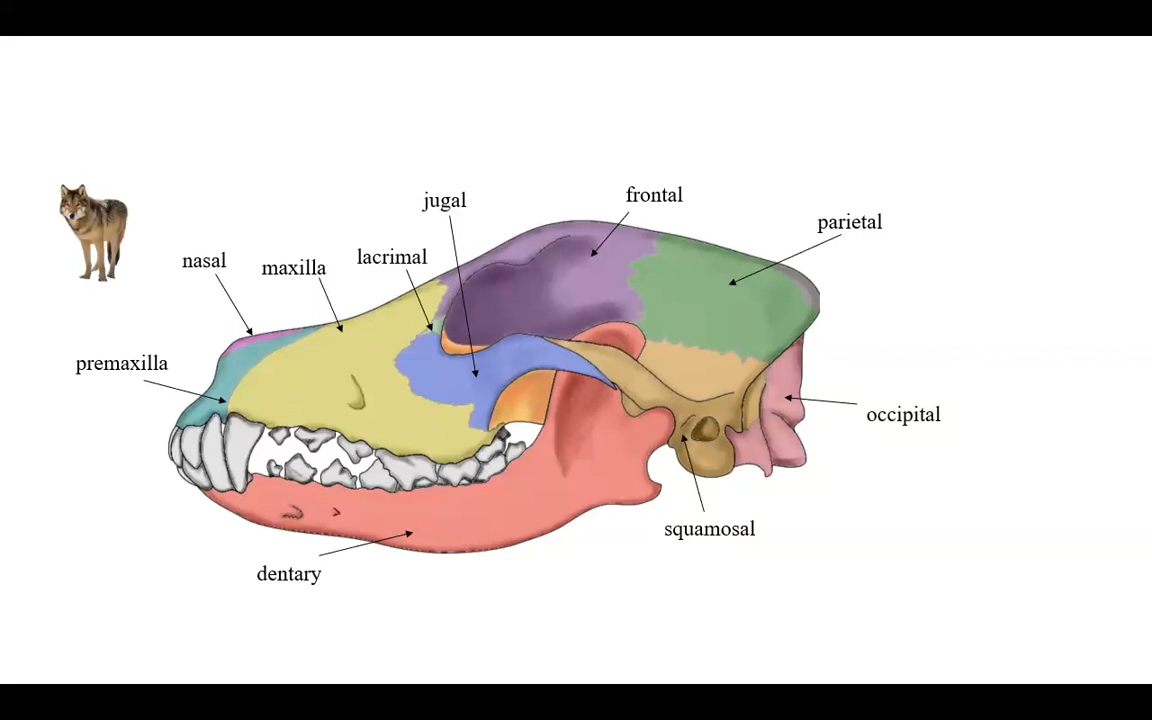 jugal
frontal
parietal
nasal
maxilla
lacrimal
premaxilla
occipital
squamosal
dentary